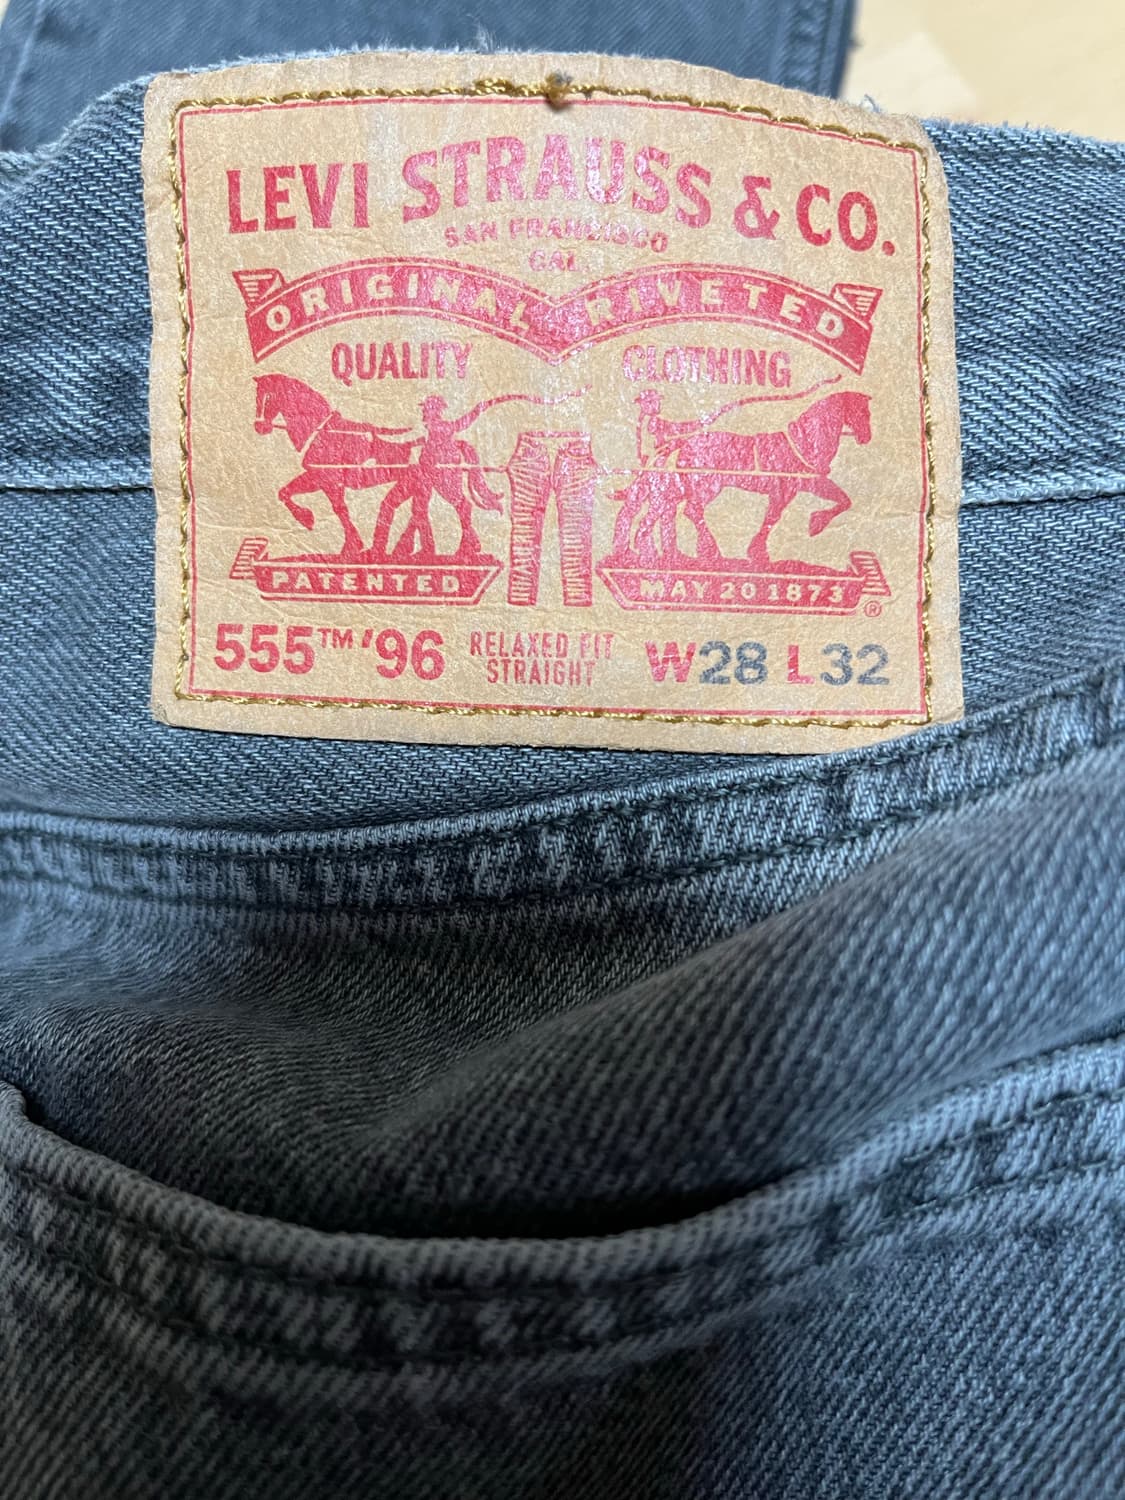 LEVI STRAUSS & CO.
SAN FRANCISCO
CAL.
ORIGINAL RIVETED
QUALITY CLOTHING
PATENTED MAY 20 1873 ®
555™ '96 RELAXED FIT STRAIGHT W28 L32